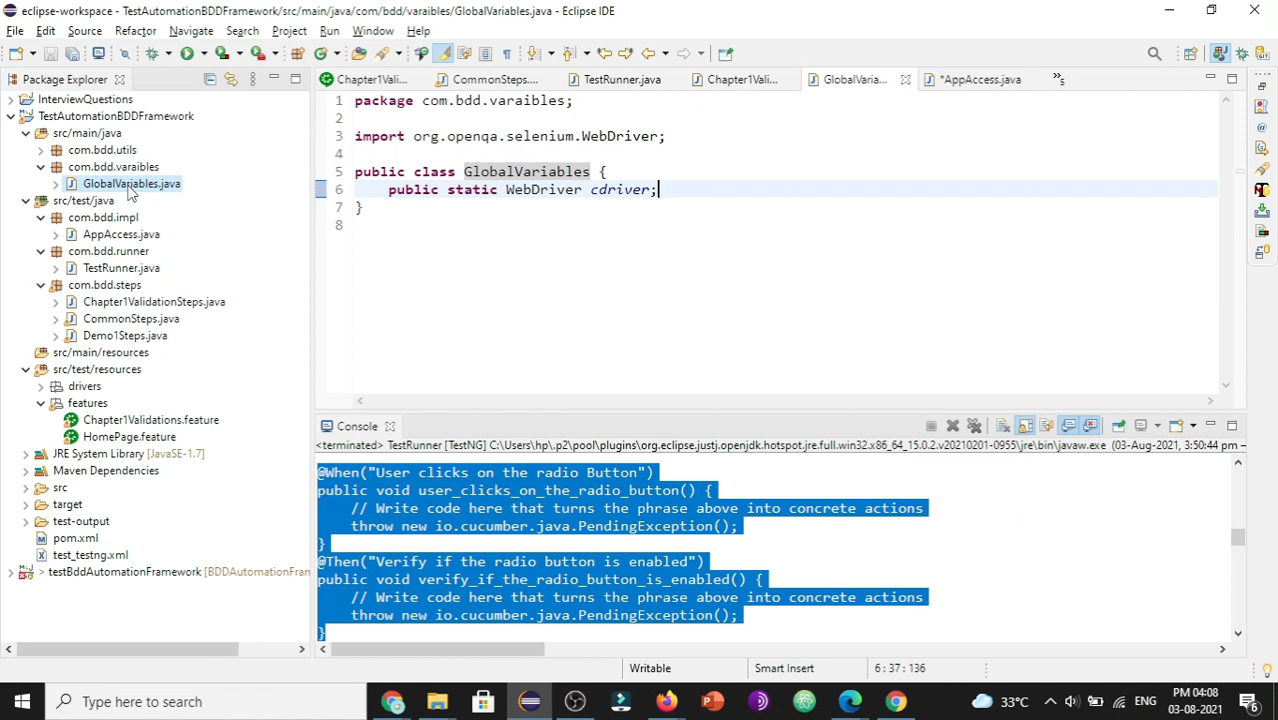 eclipse-workspace - TestAutomationBDDFramework/src/main/java/com/bdd/varaibles/GlobalVariables.java - Eclipse IDE
File Edit Source Refactor Navigate Search Project Run Window Help
Package Explorer
Chapter1Vali... CommonSteps.... TestRunner.java Chapter1Vali... GlobalVaria... *AppAccess.java »5
InterviewQuestions
TestAutomationBDDFramework
src/main/java
com.bdd.utils
com.bdd.varaibles
GlobalVariables.java
src/test/java
com.bdd.impl
AppAccess.java
com.bdd.runner
TestRunner.java
com.bdd.steps
Chapter1ValidationSteps.java
CommonSteps.java
Demo1Steps.java
src/main/resources
src/test/resources
drivers
features
Chapter1Validations.feature
HomePage.feature
JRE System Library [JavaSE-1.7]
Maven Dependencies
src
target
test-output
pom.xml
test_testng.xml
> testBddAutomationFramework [BDDAutomationFran
1 package com.bdd.varaibles;
2
3 import org.openqa.selenium.WebDriver;
4
5 public class GlobalVariables {
6 public static WebDriver cdriver;
7 }
8
Console
<terminated> TestRunner [TestNG] C:\Users\hp\.p2\pool\plugins\org.eclipse.justj.openjdk.hotspot.jre.full.win32.x86_64_15.0.2.v20210201-0955\jre\bin\javaw.exe (03-Aug-2021, 3:50:44 PM
@When("User clicks on the radio Button")
public void user_clicks_on_the_radio_button() {
// Write code here that turns the phrase above into concrete actions
throw new io.cucumber.java.PendingException();
}
@Then("Verify if the radio button is enabled")
public void verify_if_the_radio_button_is_enabled() {
// Write code here that turns the phrase above into concrete actions
throw new io.cucumber.java.PendingException();
}
Writable Smart Insert 6 : 37 : 136
Type here to search
33°C ENG PM 04:08
03-08-2021
6